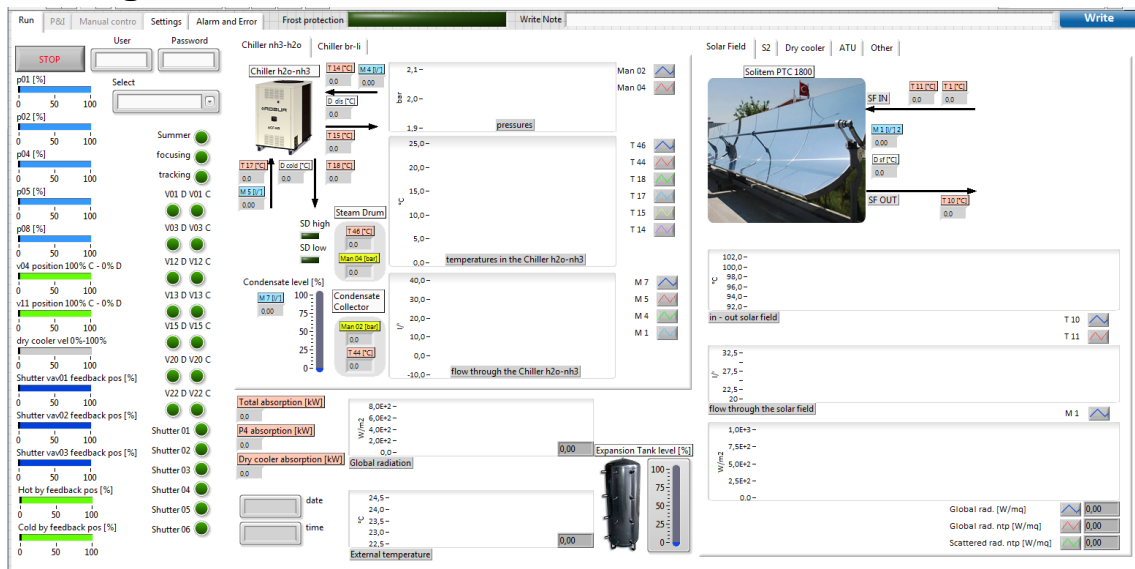 Run P&I Manual contro Settings Alarm and Error Frost protection Write Note Write
STOP
User
Password
Select
p01 [%]
0 50 100
p02 [%]
0 50 100
p04 [%]
0 50 100
p05 [%]
0 50 100
p08 [%]
0 50 100
v04 position 100% C - 0% D
0 50 100
v11 position 100% C - 0% D
0 50 100
dry cooler vel 0%-100%
0 50 100
Shutter vav01 feedback pos [%]
0 50 100
Shutter vav02 feedback pos [%]
0 50 100
Shutter vav03 feedback pos [%]
0 50 100
Hot by feedback pos [%]
0 50 100
Cold by feedback pos [%]
0 50 100
Summer
focusing
tracking
V01 D V01 C
V03 D V03 C
V12 D V12 C
V13 D V13 C
V15 D V15 C
V20 D V20 C
V22 D V22 C
Shutter 01
Shutter 02
Shutter 03
Shutter 04
Shutter 05
Shutter 06
Chiller nh3-h2o Chiller br-li
Chiller h2o-nh3
T 14 [°C] M 4 [l/']
0.0 0.00
D dis [°C]
0.0
T 15 [°C]
0.0
T 17 [°C] D cold [°C] T 18 [°C]
0.0 0.0 0.0
M 5 [l/']
0.00
Steam Drum
SD high
SD low
T 46 [°C]
0.0
Man 04 [bar]
0.0
Condensate level [%]
M 7 [l/']
0.00
100
75
50
25
0
Condensate
Collector
Man 02 [bar]
0.0
T 44 [°C]
0.0
bar
2,1
2,0
1,9
pressures
Man 02
Man 04
°C
25,0
20,0
15,0
10,0
5,0
0,0
temperatures in the Chiller h2o-nh3
T 46
T 44
T 18
T 17
T 15
T 14
l/'
40,0
30,0
20,0
10,0
0,0
-10,0
flow through the Chiller h2o-nh3
M 7
M 5
M 4
M 1
Total absorption [kW]
0.0
P4 absorption [kW]
0.0
Dry cooler absorption [kW]
0.0
date
time
W/m2
8,0E+2
6,0E+2
4,0E+2
2,0E+2
0,0
Global radiation
0,00
°C
24,5
24,0
23,5
23,0
22,5
External temperature
0,00
Expansion Tank level [%]
100
75
50
25
0
Solar Field S2 Dry cooler ATU Other
Solitem PTC 1800
SF IN
T 11 [°C] T 1 [°C]
0.0 0.0
M 1 [l/'] 2
0.00
D sf [°C]
0.0
SF OUT
T 10 [°C]
0.0
°C
102,0
100,0
98,0
96,0
94,0
92,0
in - out solar field
T 10
T 11
l/'
32,5
27,5
22,5
20
flow through the solar field
M 1
W/m2
1,0E+3
7,5E+2
5,0E+2
2,5E+2
0,0
Global rad. [W/mq] 0,00
Global rad. ntp [W/mq] 0,00
Scattered rad. ntp [W/mq] 0,00